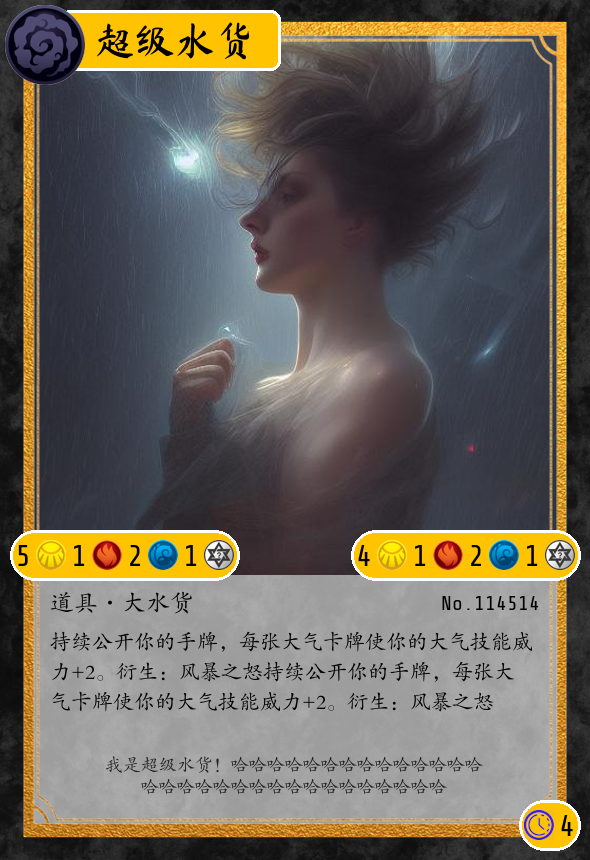 超级水货
5 1 2 1
4 1 2 1
道具·大水货
No.114514
持续公开你的手牌，每张大气卡牌使你的大气技能威
力+2。衍生：风暴之怒持续公开你的手牌，每张大
气卡牌使你的大气技能威力+2。衍生：风暴之怒
我是超级水货！哈哈哈哈哈哈哈哈哈哈哈哈哈哈
哈哈哈哈哈哈哈哈哈哈哈哈哈哈哈哈哈
4